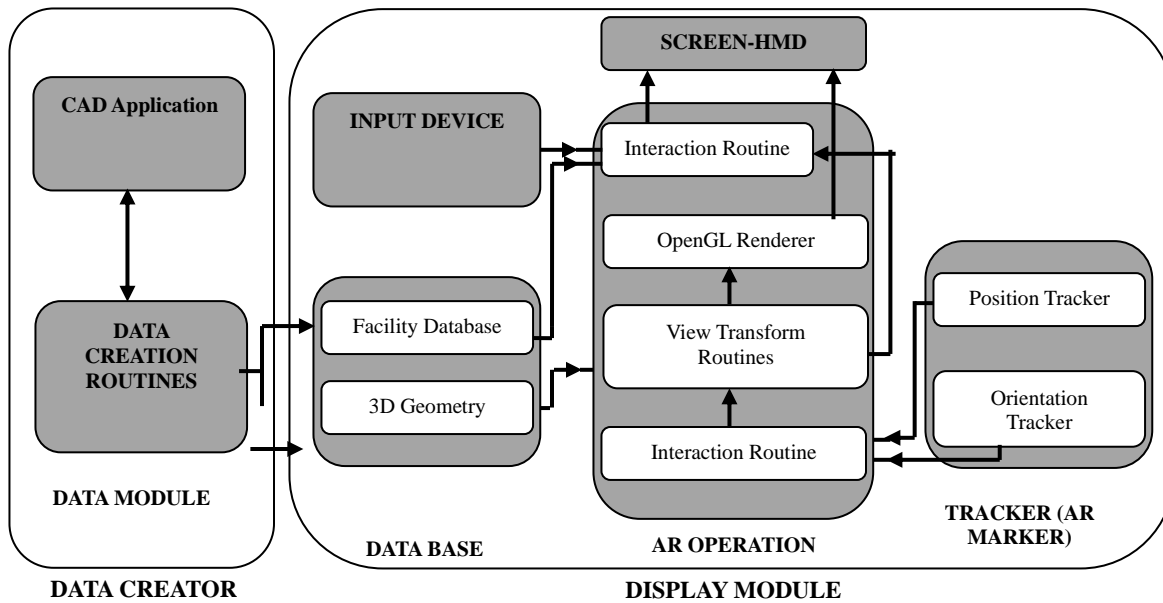 CAD Application
DATA
CREATION
ROUTINES
DATA MODULE
DATA CREATOR
SCREEN-HMD
INPUT DEVICE
Interaction Routine
OpenGL Renderer
Facility Database
View Transform
Routines
3D Geometry
Interaction Routine
Position Tracker
Orientation
Tracker
DATA BASE
AR OPERATION
TRACKER (AR
MARKER)
DISPLAY MODULE